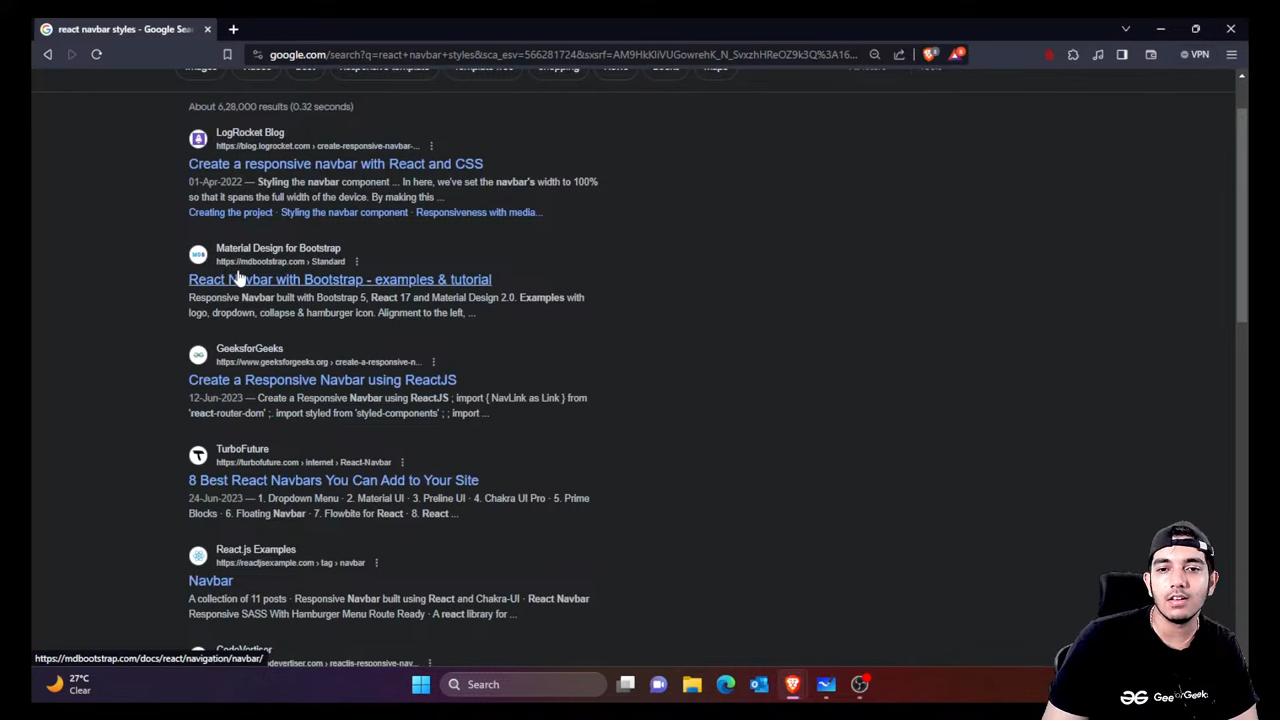 react navbar styles - Google Sea
google.com/search?q=react+navbar+styles&sca_esv=566281724&sxsrf=
VPN
About 6,28,000 results (0.32 seconds)
LogRocket Blog
https://blog.logrocket.com › create-responsive-navbar-...
Create a responsive navbar with React and CSS
01-Apr-2022 — Styling the navbar component ... In here, we've set the navbar's width to 100%
so that it spans the full width of the device. By making this ...
Creating the project · Styling the navbar component · Responsiveness with media...
Material Design for Bootstrap
https://mdbootstrap.com › Standard
React Navbar with Bootstrap - examples & tutorial
Responsive Navbar built with Bootstrap 5, React 17 and Material Design 2.0. Examples with
logo, dropdown, collapse & hamburger icon. Alignment to the left, ...
GeeksforGeeks
https://www.geeksforgeeks.org › create-a-responsive-n...
Create a Responsive Navbar using ReactJS
12-Jun-2023 — Create a Responsive Navbar using ReactJS ; import { NavLink as Link } from
'react-router-dom' ;. import styled from 'styled-components' ; ; import ...
TurboFuture
https://turbofuture.com › internet › React-Navbar
8 Best React Navbars You Can Add to Your Site
24-Jun-2023 — 1. Dropdown Menu · 2. Material UI · 3. Preline UI · 4. Chakra UI Pro · 5. Prime
Blocks · 6. Floating Navbar · 7. Flowbite for React · 8. React ...
React.js Examples
https://reactjsexample.com › tag › navbar
Navbar
A collection of 11 posts · Responsive Navbar built using React and Chakra-UI · React Navbar
Responsive SASS With Hamburger Menu Route Ready · A react library for ...
CodeVertiser
https://mdbootstrap.com/docs/react/navigation/navbar/
devertiser.com › reactjs-responsive-nav...
27°C
Clear
Search